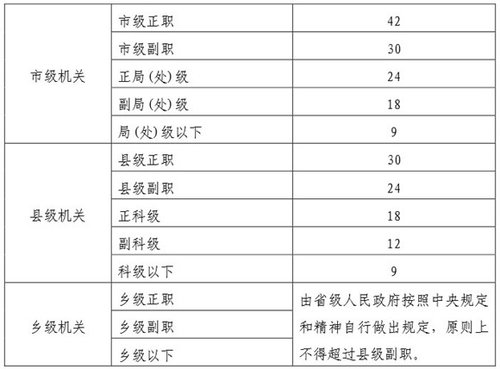 市级机关
市级正职 42
市级副职 30
正局(处)级 24
副局(处)级 18
局(处)级以下 9
县级机关
县级正职 30
县级副职 24
正科级 18
副科级 12
科级以下 9
乡级机关
乡级正职
乡级副职
乡级以下
由省级人民政府按照中央规定
和精神自行做出规定，原则上
不得超过县级副职。